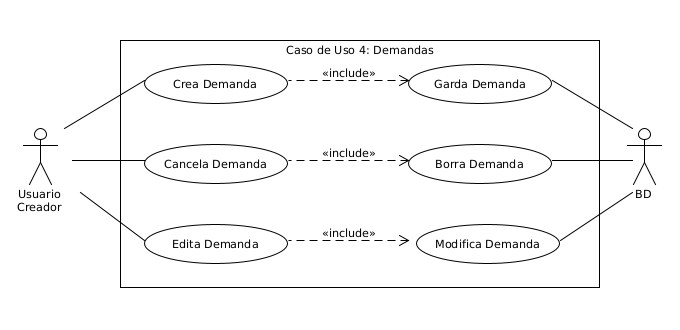 Caso de Uso 4: Demandas
Crea Demanda
«include»
Garda Demanda
Cancela Demanda
«include»
Borra Demanda
Usuario
Creador
BD
Edita Demanda
«include»
Modifica Demanda